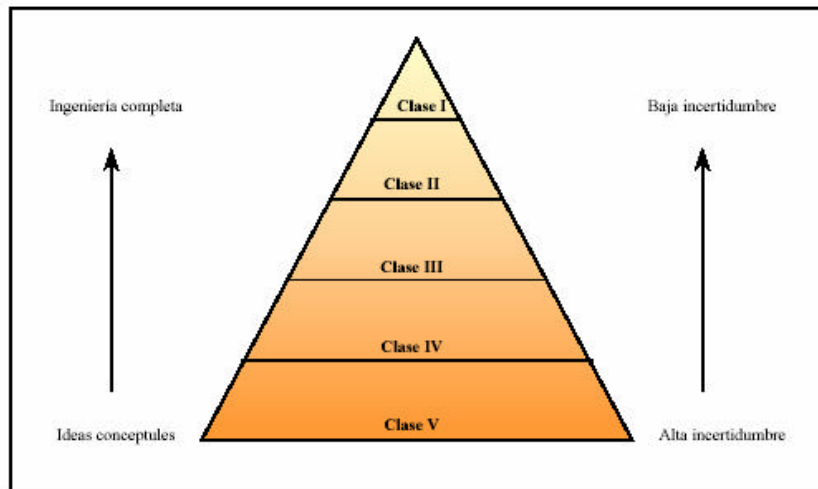 Clase I
Ingeniería completa
Baja incertidumbre
Clase II
Clase III
Clase IV
Clase V
Ideas conceptules
Alta incertidumbre